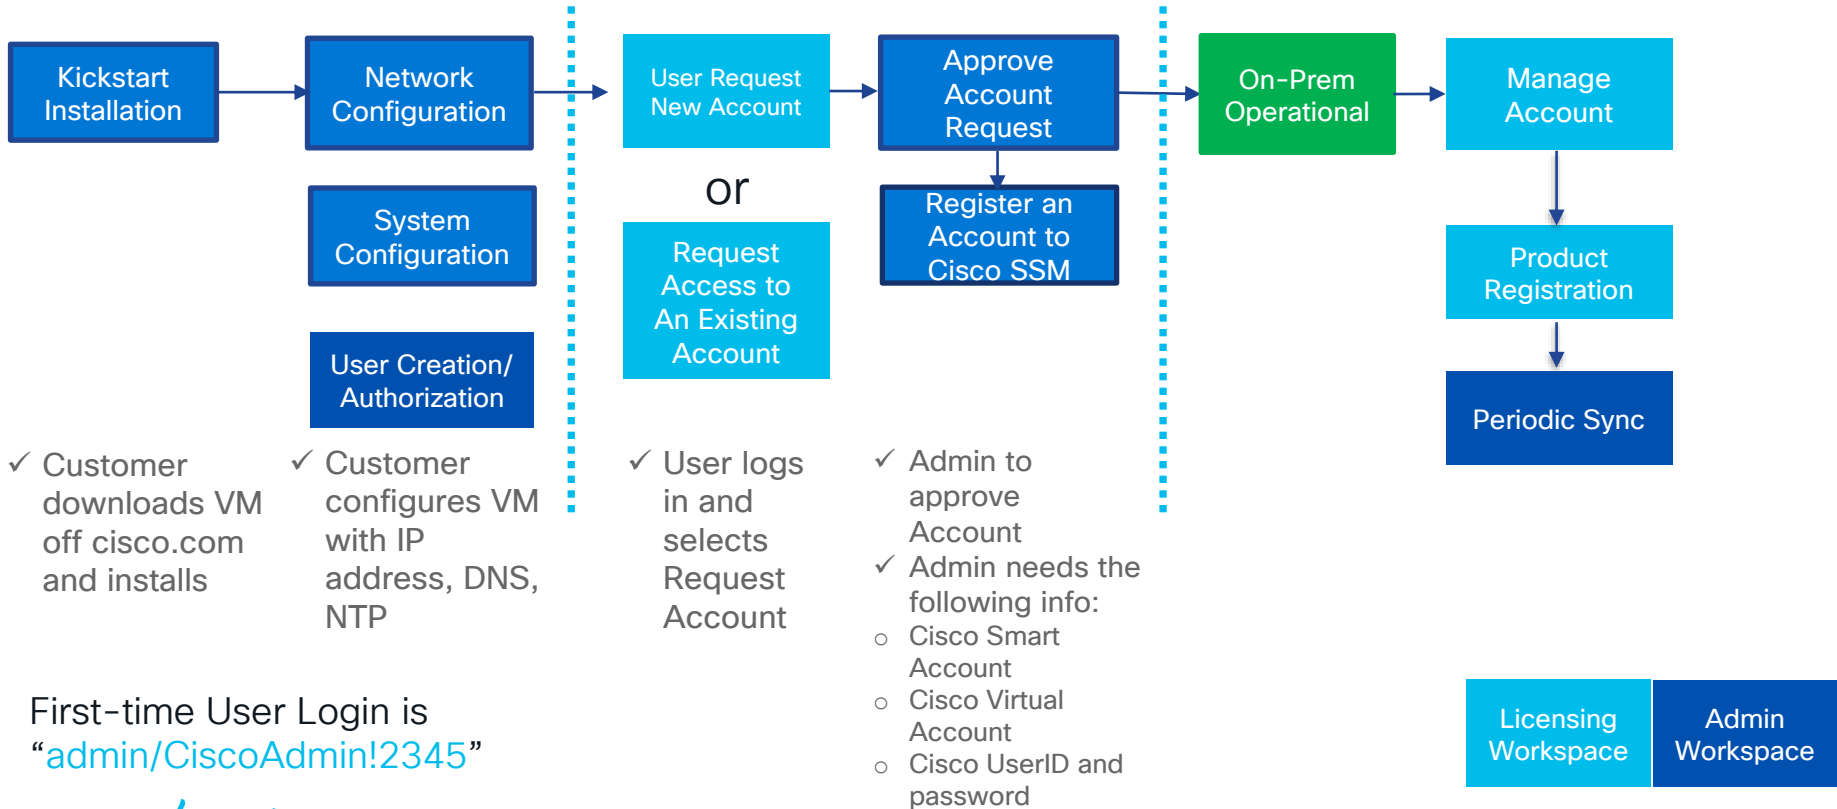 Kickstart
Installation
Network
Configuration
System
Configuration
User Creation/
Authorization
User Request
New Account
or
Request
Access to
An Existing
Account
Approve
Account
Request
Register an
Account to
Cisco SSM
On-Prem
Operational
Manage
Account
Product
Registration
Periodic Sync
✓ Customer
downloads VM
off cisco.com
and installs
✓ Customer
configures VM
with IP
address, DNS,
NTP
✓ User logs
in and
selects
Request
Account
✓ Admin to
approve
Account
✓ Admin needs the
following info:
○ Cisco Smart
Account
○ Cisco Virtual
Account
○ Cisco UserID and
password
First-time User Login is
“admin/CiscoAdmin!2345”
Licensing
Workspace
Admin
Workspace